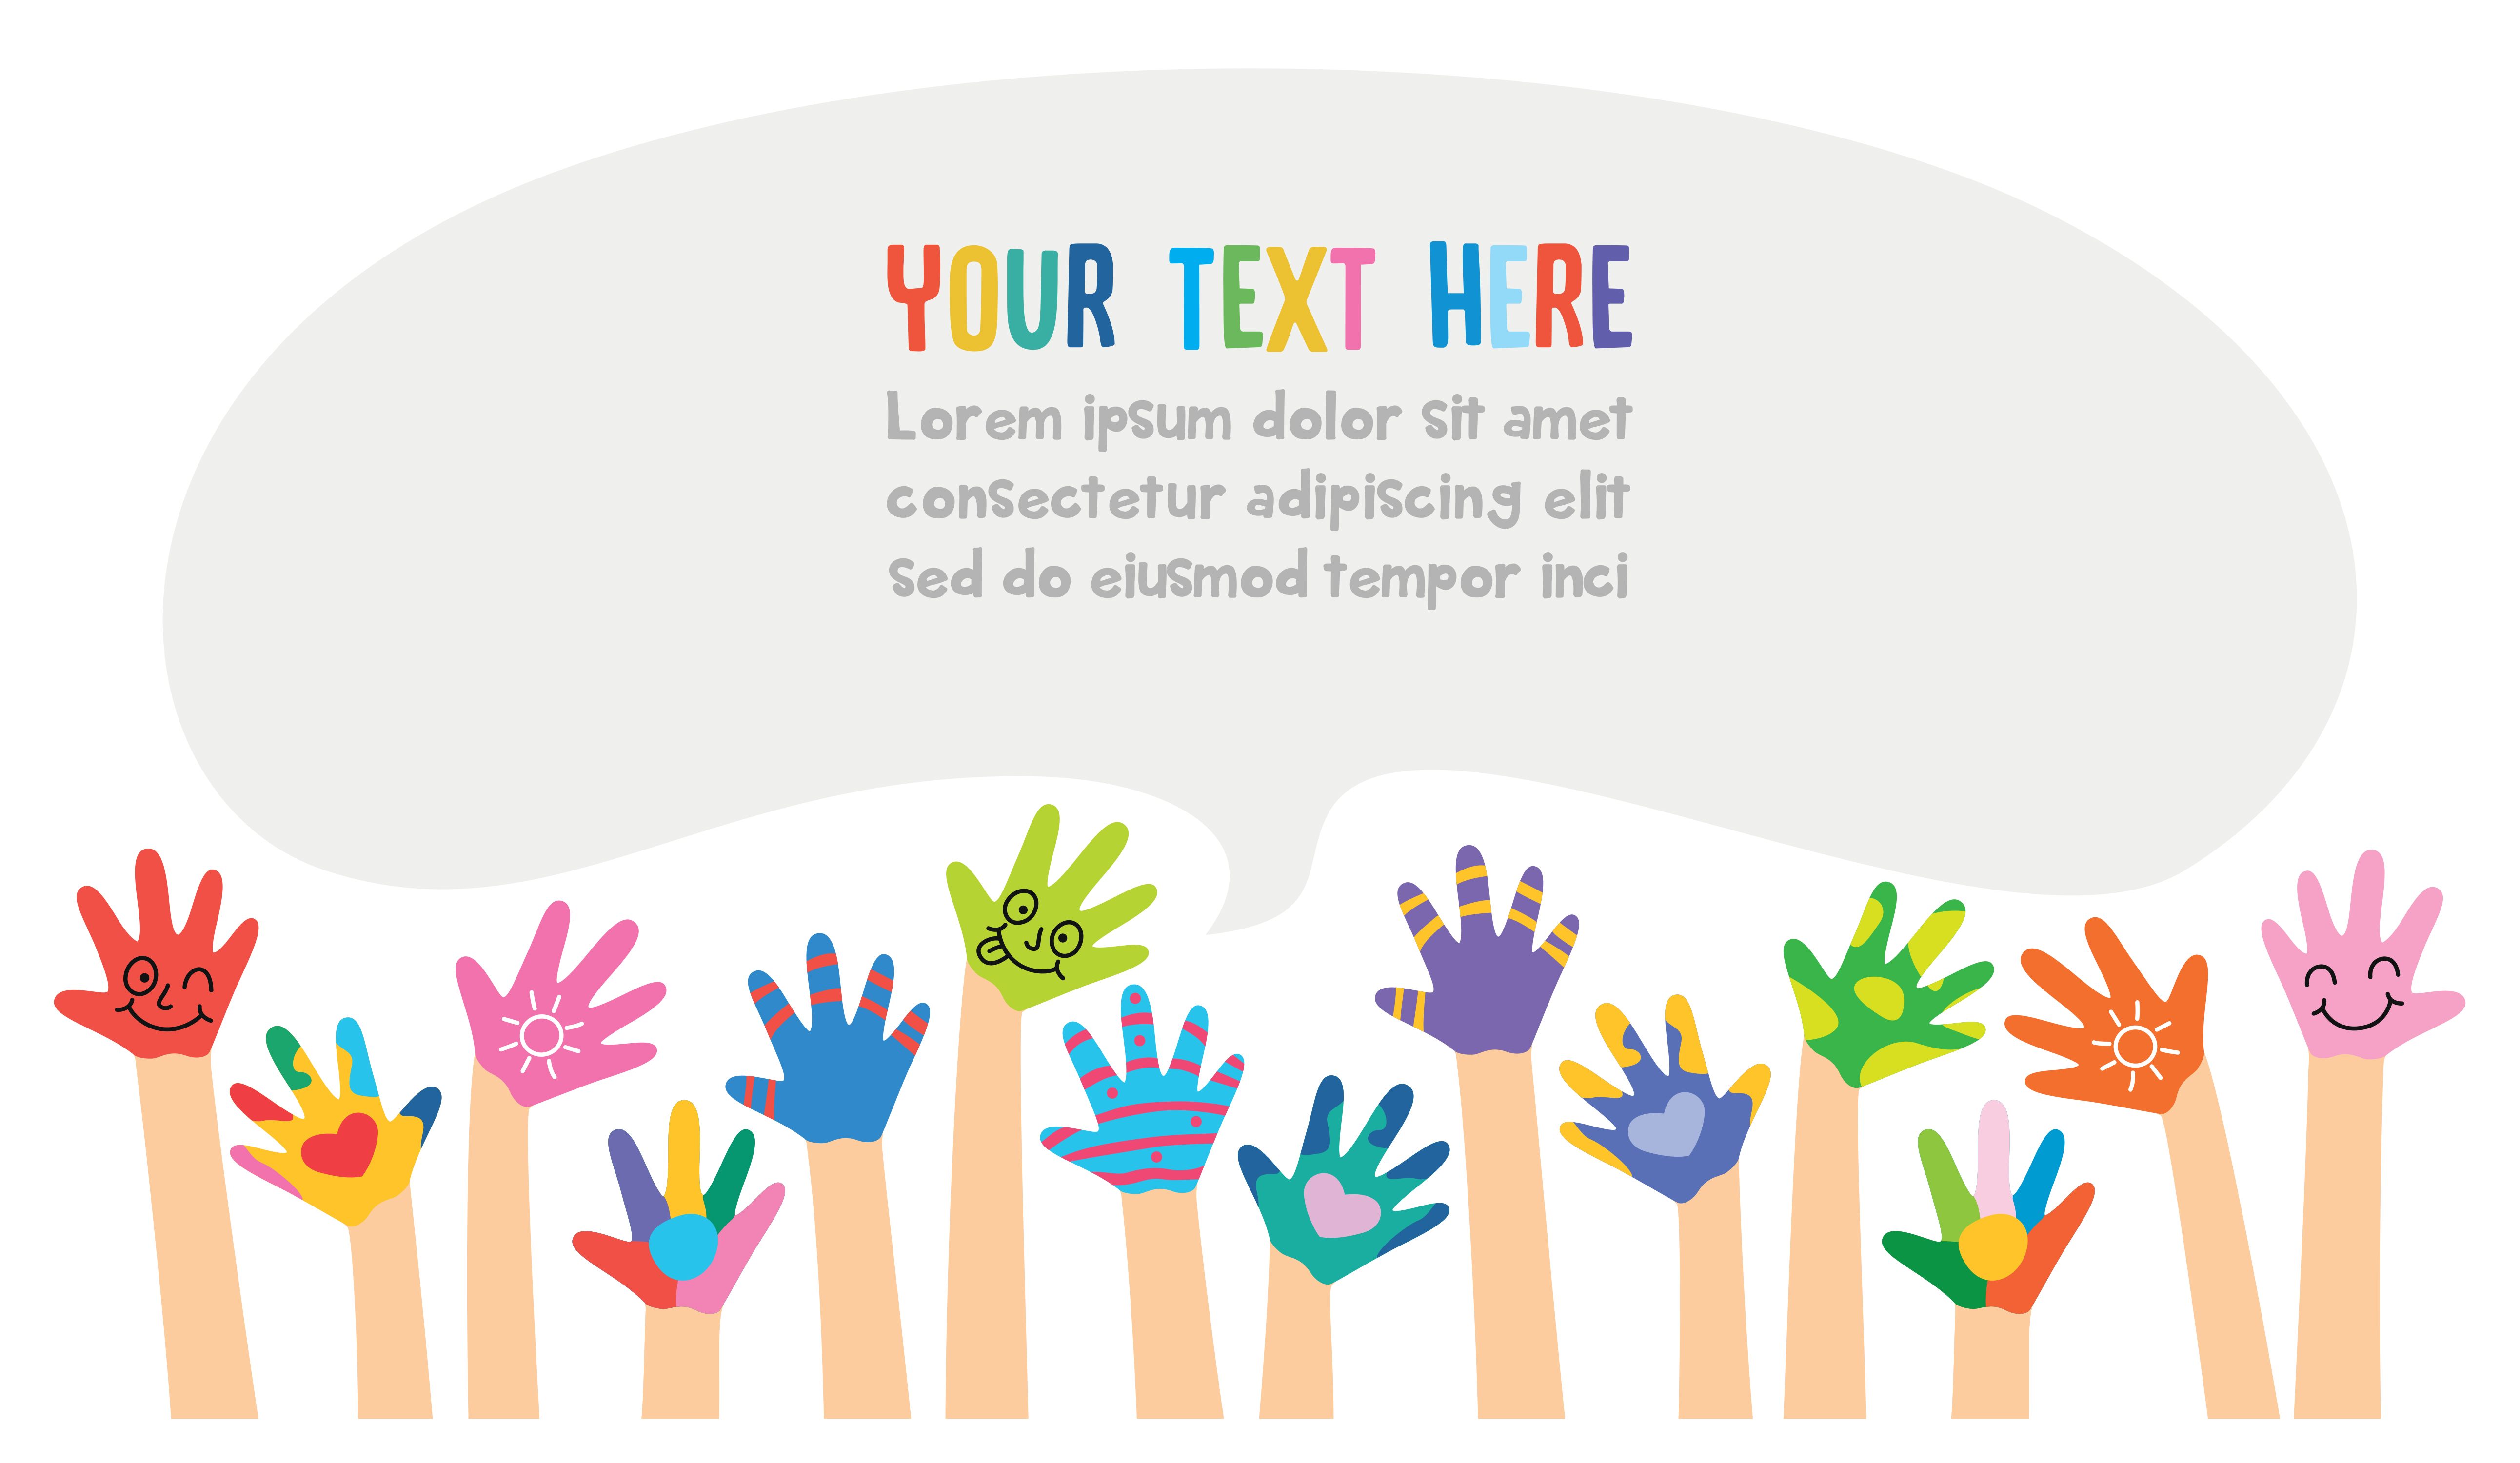 YOUR TEXT HERE
Lorem ipsum dolor sit amet
consectetur adipiscing elit
sed do eiusmod tempor inci